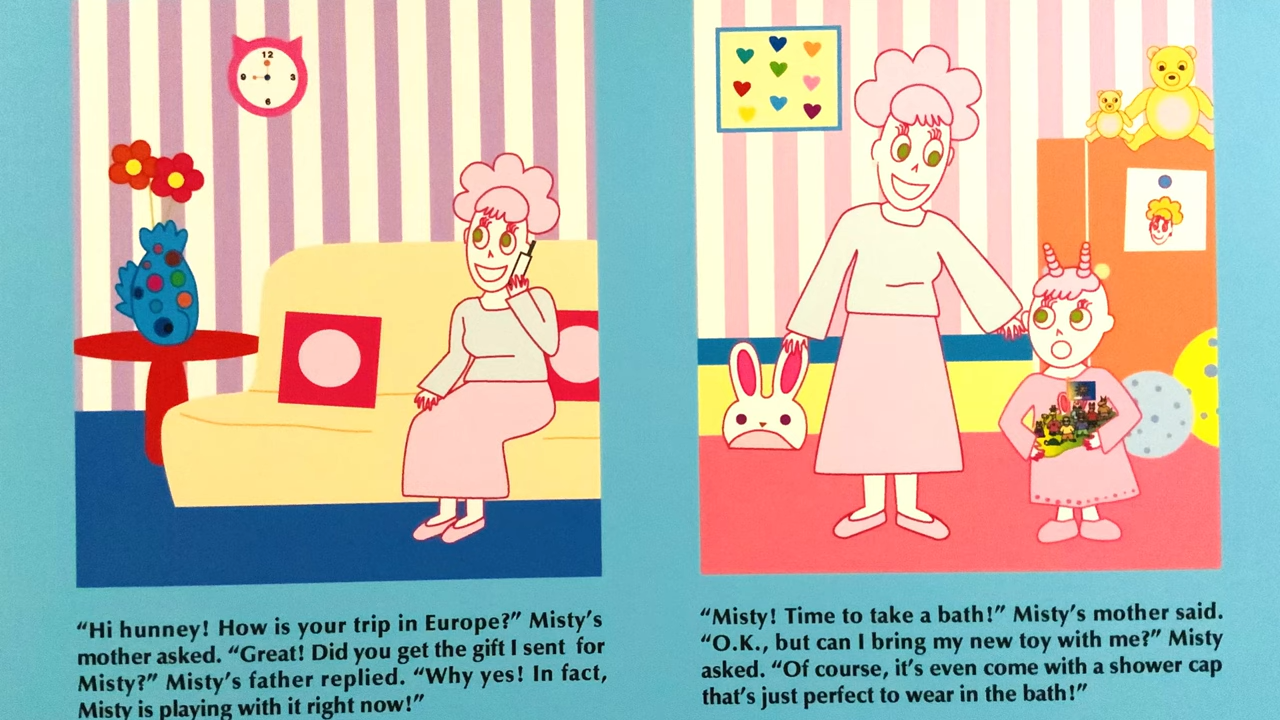 12
9 3
6
“Hi hunney! How is your trip in Europe?” Misty’s
mother asked. “Great! Did you get the gift I sent for
Misty?” Misty’s father replied. “Why yes! In fact,
Misty is playing with it right now!”
“Misty! Time to take a bath!” Misty’s mother said.
“O.K., but can I bring my new toy with me?” Misty
asked. “Of course, it’s even come with a shower cap
that’s just perfect to wear in the bath!”